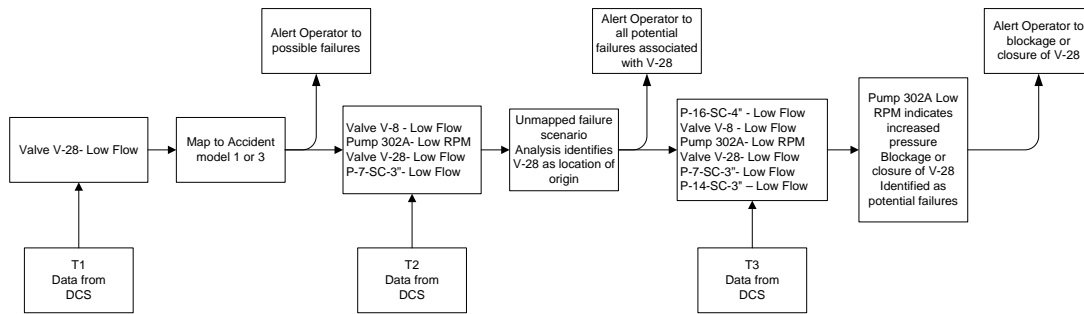 Alert Operator to
possible failures
Alert Operator to
all potential
failures associated
with V-28
Alert Operator to
blockage or
closure of V-28
Valve V-28- Low Flow
Map to Accident
model 1 or 3
Valve V-8 - Low Flow
Pump 302A- Low RPM
Valve V-28- Low Flow
P-7-SC-3"- Low Flow
Unmapped failure
scenario
Analysis identifies
V-28 as location of
origin
P-16-SC-4" - Low Flow
Valve V-8 - Low Flow
Pump 302A- Low RPM
Valve V-28- Low Flow
P-7-SC-3"- Low Flow
P-14-SC-3" – Low Flow
Pump 302A Low
RPM indicates
increased
pressure
Blockage or
closure of V-28
Identified as
potential failures
T1
Data from
DCS
T2
Data from
DCS
T3
Data from
DCS